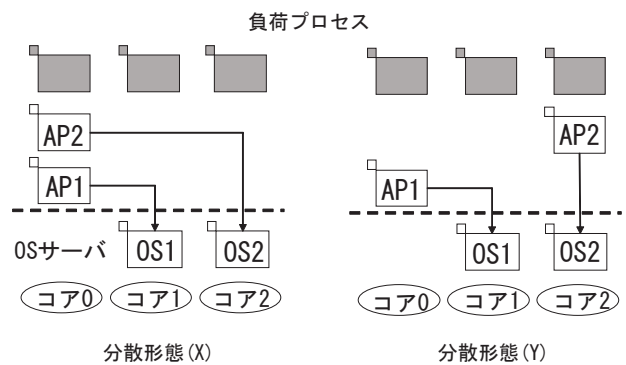 負荷プロセス
AP2
AP1
OSサーバ OS1 OS2
コア0 コア1 コア2
分散形態(X)
AP2
AP1
OS1 OS2
コア0 コア1 コア2
分散形態(Y)